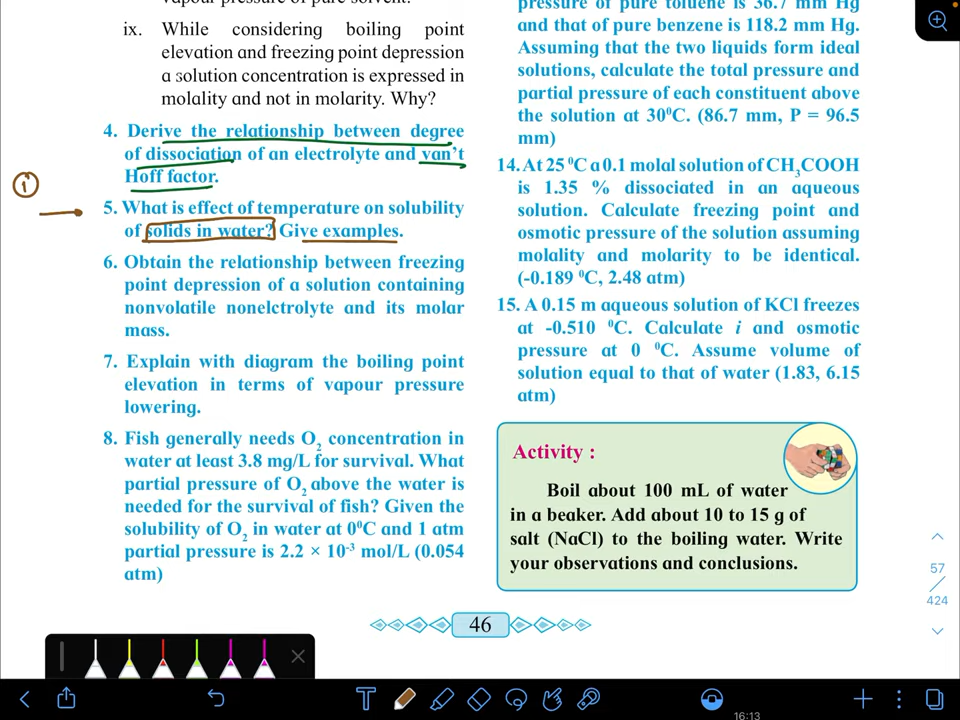 vapour pressure of pure solvent.
ix. While considering boiling point
elevation and freezing point depression
a solution concentration is expressed in
molality and not in molarity. Why?
4. Derive the relationship between degree
of dissociation of an electrolyte and van't
Hoff factor.
1
5. What is effect of temperature on solubility
of solids in water? Give examples.
6. Obtain the relationship between freezing
point depression of a solution containing
nonvolatile nonelctrolyte and its molar
mass.
7. Explain with diagram the boiling point
elevation in terms of vapour pressure
lowering.
8. Fish generally needs O₂ concentration in
water at least 3.8 mg/L for survival. What
partial pressure of O₂ above the water is
needed for the survival of fish? Given the
solubility of O₂ in water at 0⁰C and 1 atm
partial pressure is 2.2 × 10⁻³ mol/L (0.054
atm)
pressure of pure toluene is 36.7 mm Hg
and that of pure benzene is 118.2 mm Hg.
Assuming that the two liquids form ideal
solutions, calculate the total pressure and
partial pressure of each constituent above
the solution at 30⁰C. (86.7 mm, P = 96.5
mm)
14. At 25 ⁰C a 0.1 molal solution of CH₃COOH
is 1.35 % dissociated in an aqueous
solution. Calculate freezing point and
osmotic pressure of the solution assuming
molality and molarity to be identical.
(-0.189 ⁰C, 2.48 atm)
15. A 0.15 m aqueous solution of KCl freezes
at -0.510 ⁰C. Calculate i and osmotic
pressure at 0 ⁰C. Assume volume of
solution equal to that of water (1.83, 6.15
atm)
Activity :
Boil about 100 mL of water
in a beaker. Add about 10 to 15 g of
salt (NaCl) to the boiling water. Write
your observations and conclusions.
46
57
424
16:13